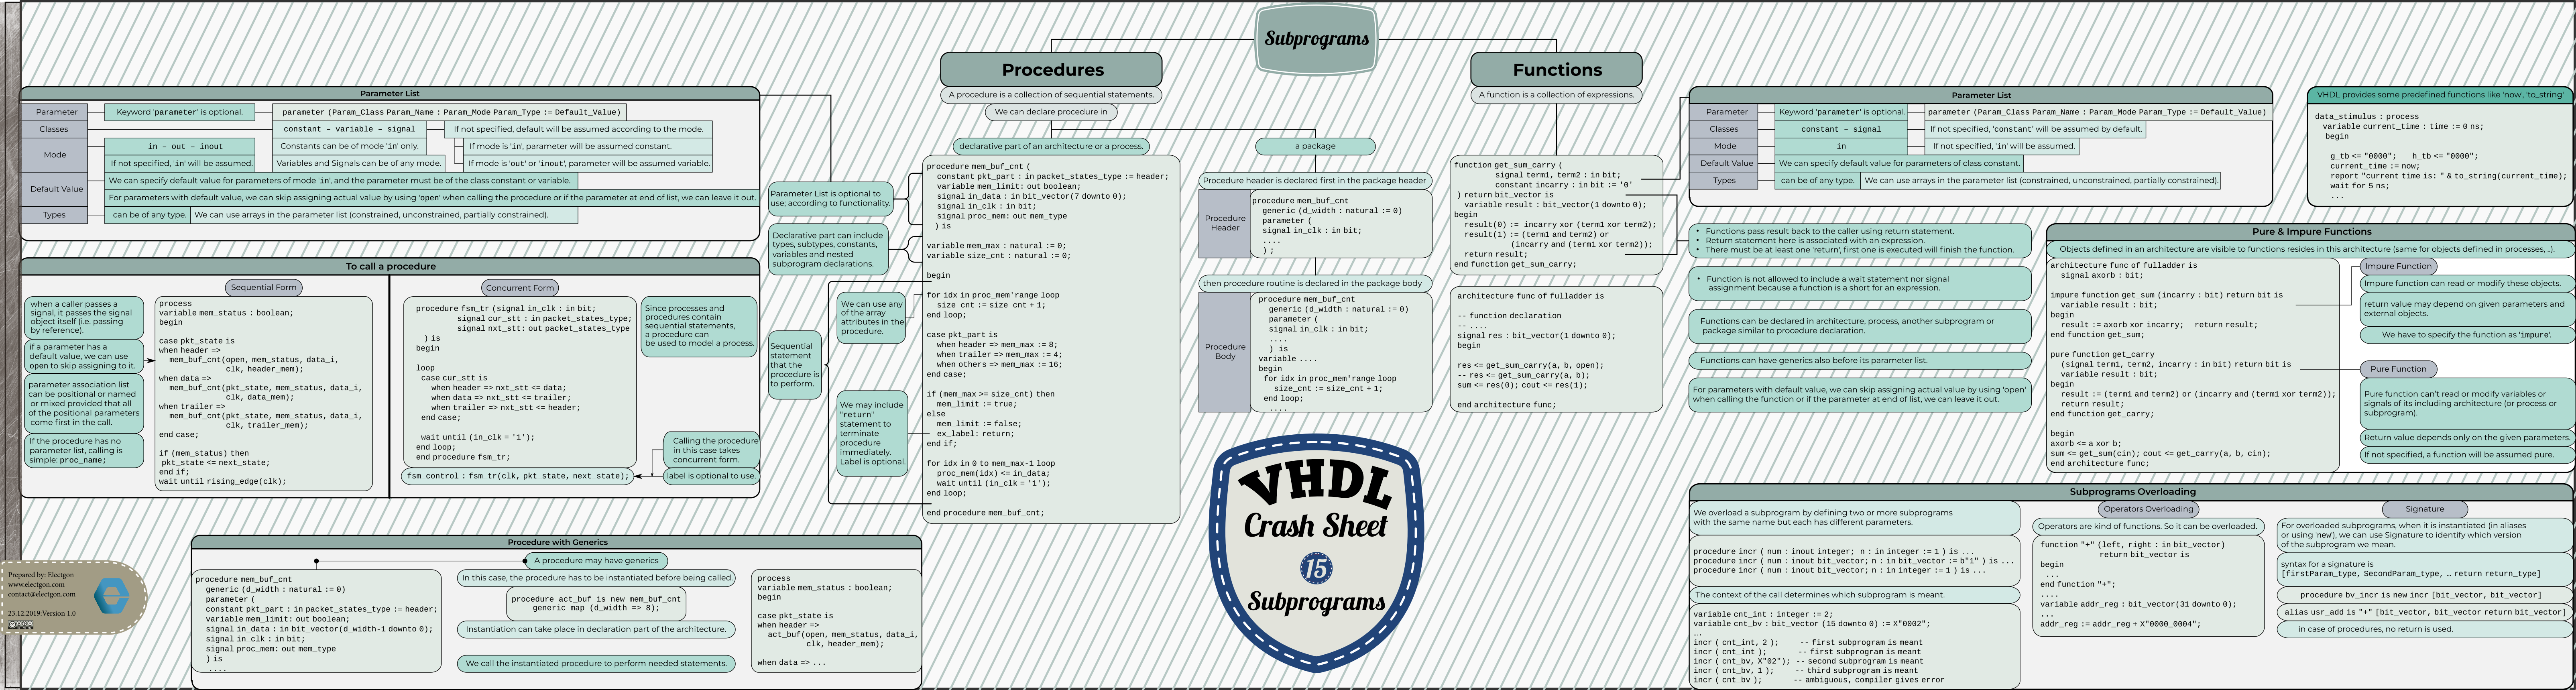 Subprograms
Procedures
A procedure is a collection of sequential statements.
We can declare procedure in
declarative part of an architecture or a process.
a package
Functions
A function is a collection of expressions.
Parameter List
Parameter
Keyword 'parameter' is optional.
parameter (Param_Class Param_Name : Param_Mode Param_Type := Default_Value)
Classes
constant – variable – signal
If not specified, default will be assumed according to the mode.
Mode
in – out – inout
Constants can be of mode 'in' only.
If mode is 'in', parameter will be assumed constant.
If not specified, 'in' will be assumed.
Variables and Signals can be of any mode.
If mode is 'out' or 'inout', parameter will be assumed variable.
Default Value
We can specify default value for parameters of mode 'in', and the parameter must be of the class constant or variable.
For parameters with default value, we can skip assigning actual value by using 'open' when calling the procedure or if the parameter at end of list, we can leave it out.
Types
can be of any type.
We can use arrays in the parameter list (constrained, unconstrained, partially constrained).
To call a procedure
Sequential Form
when a caller passes a
signal, it passes the signal
object itself (i.e. passing
by reference).
if a parameter has a
default value, we can use
open to skip assigning to it.
parameter association list
can be positional or named
or mixed provided that all
of the positional parameters
come first in the call.
If the procedure has no
parameter list, calling is
simple: proc_name;
process
variable mem_status : boolean;
begin
case pkt_state is
when header =>
mem_buf_cnt(open, mem_status, data_i,
clk, header_mem);
when data =>
mem_buf_cnt(pkt_state, mem_status, data_i,
clk, data_mem);
when trailer =>
mem_buf_cnt(pkt_state, mem_status, data_i,
clk, trailer_mem);
end case;
if (mem_status) then
pkt_state <= next_state;
end if;
wait until rising_edge(clk);
Concurrent Form
procedure fsm_tr (signal in_clk : in bit;
signal cur_stt : in packet_states_type;
signal nxt_stt: out packet_states_type
) is
begin
loop
case cur_stt is
when header => nxt_stt <= data;
when data => nxt_stt <= trailer;
when trailer => nxt_stt <= header;
end case;
wait until (in_clk = '1');
end loop;
end procedure fsm_tr;
fsm_control : fsm_tr(clk, pkt_state, next_state);
Since processes and
procedures contain
sequential statements,
a procedure can
be used to model a process.
Calling the procedure
in this case takes
concurrent form.
label is optional to use.
Parameter List is optional to
use; according to functionality.
Declarative part can include
types, subtypes, constants,
variables and nested
subprogram declarations.
We can use any
of the array
attributes in the
procedure.
Sequential
statement
that the
procedure is
to perform.
We may include
"return"
statement to
terminate
procedure
immediately.
Label is optional.
procedure mem_buf_cnt (
constant pkt_part : in packet_states_type := header;
variable mem_limit: out boolean;
signal in_data : in bit_vector(7 downto 0);
signal in_clk : in bit;
signal proc_mem: out mem_type
) is
variable mem_max : natural := 0;
variable size_cnt : natural := 0;
begin
for idx in proc_mem'range loop
size_cnt := size_cnt + 1;
end loop;
case pkt_part is
when header => mem_max := 8;
when trailer => mem_max := 4;
when others => mem_max := 16;
end case;
if (mem_max >= size_cnt) then
mem_limit := true;
else
mem_limit := false;
ex_label: return;
end if;
for idx in 0 to mem_max-1 loop
proc_mem(idx) <= in_data;
wait until (in_clk = '1');
end loop;
end procedure mem_buf_cnt;
Procedure header is declared first in the package header
Procedure
Header
procedure mem_buf_cnt
generic (d_width : natural := 0)
parameter (
signal in_clk : in bit;
....
) ;
then procedure routine is declared in the package body
Procedure
Body
procedure mem_buf_cnt
generic (d_width : natural := 0)
parameter (
signal in_clk : in bit;
....
) is
variable ....
begin
for idx in proc_mem'range loop
size_cnt := size_cnt + 1;
end loop;
....
Procedure with Generics
A procedure may have generics
procedure mem_buf_cnt
generic (d_width : natural := 0)
parameter (
constant pkt_part : in packet_states_type := header;
variable mem_limit: out boolean;
signal in_data : in bit_vector(d_width-1 downto 0);
signal in_clk : in bit;
signal proc_mem: out mem_type
) is
....
In this case, the procedure has to be instantiated before being called.
procedure act_buf is new mem_buf_cnt
generic map (d_width => 8);
Instantiation can take place in declaration part of the architecture.
We call the instantiated procedure to perform needed statements.
process
variable mem_status : boolean;
begin
case pkt_state is
when header =>
act_buf(open, mem_status, data_i,
clk, header_mem);
when data => ...
Prepared by: Electgon
www.electgon.com
contact@electgon.com
23.12.2019:Version 1.0
VHDL
Crash Sheet
15
Subprograms
function get_sum_carry (
signal term1, term2 : in bit;
constant incarry : in bit := '0'
) return bit_vector is
variable result : bit_vector(1 downto 0);
begin
result(0) := incarry xor (term1 xor term2);
result(1) := (term1 and term2) or
(incarry and (term1 xor term2));
return result;
end function get_sum_carry;
architecture func of fulladder is
-- function declaration
-- ....
signal res : bit_vector(1 downto 0);
begin
res <= get_sum_carry(a, b, open);
-- res <= get_sum_carry(a, b);
sum <= res(0); cout <= res(1);
end architecture func;
Parameter List
Parameter
Keyword 'parameter' is optional.
parameter (Param_Class Param_Name : Param_Mode Param_Type := Default_Value)
Classes
constant – signal
If not specified, 'constant' will be assumed by default.
Mode
in
If not specified, 'in' will be assumed.
Default Value
We can specify default value for parameters of class constant.
Types
can be of any type.
We can use arrays in the parameter list (constrained, unconstrained, partially constrained).
• Functions pass result back to the caller using return statement.
• Return statement here is associated with an expression.
• There must be at least one 'return', first one is executed will finish the function.
• Function is not allowed to include a wait statement nor signal
assignment because a function is a short for an expression.
Functions can be declared in architecture, process, another subprogram or
package similar to procedure declaration.
Functions can have generics also before its parameter list.
For parameters with default value, we can skip assigning actual value by using 'open'
when calling the function or if the parameter at end of list, we can leave it out.
VHDL provides some predefined functions like 'now', 'to_string'
data_stimulus : process
variable current_time : time := 0 ns;
begin
g_tb <= "0000"; h_tb <= "0000";
current_time := now;
report "current time is: " & to_string(current_time);
wait for 5 ns;
...
Pure & Impure Functions
Objects defined in an architecture are visible to functions resides in this architecture (same for objects defined in processes, ..).
architecture func of fulladder is
signal axorb : bit;
impure function get_sum (incarry : bit) return bit is
variable result : bit;
begin
result := axorb xor incarry; return result;
end function get_sum;
pure function get_carry
(signal term1, term2, incarry : in bit) return bit is
variable result : bit;
begin
result := (term1 and term2) or (incarry and (term1 xor term2));
return result;
end function get_carry;
begin
axorb <= a xor b;
sum <= get_sum(cin); cout <= get_carry(a, b, cin);
end architecture func;
Impure Function
Impure function can read or modify these objects.
return value may depend on given parameters and
external objects.
We have to specify the function as 'impure'.
Pure Function
Pure function can't read or modify variables or
signals of its including architecture (or process or
subprogram).
Return value depends only on the given parameters.
If not specified, a function will be assumed pure.
Subprograms Overloading
We overload a subprogram by defining two or more subprograms
with the same name but each has different parameters.
procedure incr ( num : inout integer; n : in integer := 1 ) is ...
procedure incr ( num : inout bit_vector; n : in bit_vector := b"1" ) is ...
procedure incr ( num : inout bit_vector; n : in integer := 1 ) is ...
The context of the call determines which subprogram is meant.
variable cnt_int : integer := 2;
variable cnt_bv : bit_vector (15 downto 0) := X"0002";
....
incr ( cnt_int, 2 ); -- first subprogram is meant
incr ( cnt_int ); -- first subprogram is meant
incr ( cnt_bv, X"02"); -- second subprogram is meant
incr ( cnt_bv, 1 ); -- third subprogram is meant
incr ( cnt_bv ); -- ambiguous, compiler gives error
Operators Overloading
Operators are kind of functions. So it can be overloaded.
function "+" (left, right : in bit_vector)
return bit_vector is
begin
....
end function "+";
....
variable addr_reg : bit_vector(31 downto 0);
...
addr_reg := addr_reg + X"0000_0004";
Signature
For overloaded subprograms, when it is instantiated (in aliases
or using 'new'), we can use Signature to identify which version
of the subprogram we mean.
syntax for a signature is
[firstParam_type, SecondParam_type, … return return_type]
procedure bv_incr is new incr [bit_vector, bit_vector]
alias usr_add is "+" [bit_vector, bit_vector return bit_vector]
in case of procedures, no return is used.